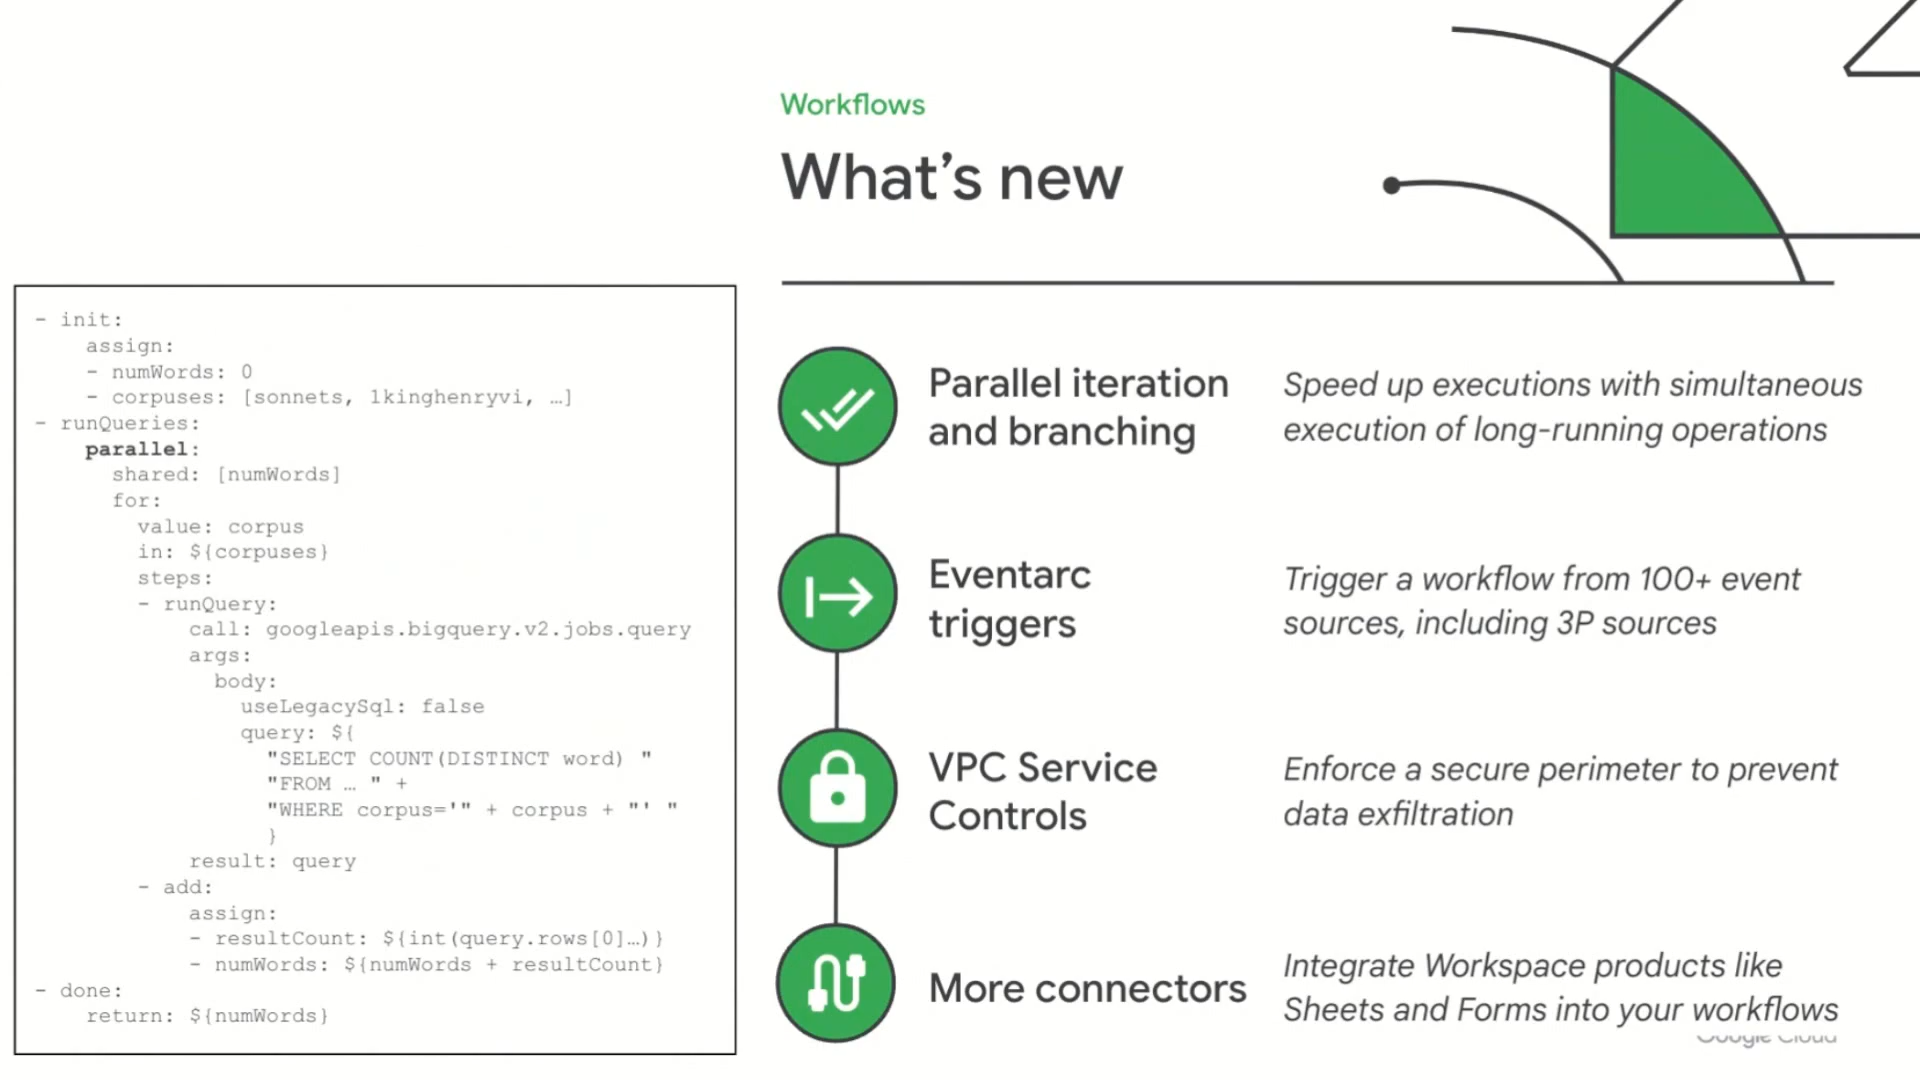 Workflows
What's new
- init:
assign:
- numWords: 0
- corpuses: [sonnets, 1kinghenryvi, …]
- runQueries:
parallel:
shared: [numWords]
for:
value: corpus
in: ${corpuses}
steps:
- runQuery:
call: googleapis.bigquery.v2.jobs.query
args:
body:
useLegacySql: false
query: ${
"SELECT COUNT(DISTINCT word) "
"FROM … " +
"WHERE corpus='" + corpus + "' "
}
result: query
- add:
assign:
- resultCount: ${int(query.rows[0]…)}
- numWords: ${numWords + resultCount}
- done:
return: ${numWords}
Parallel iteration
and branching
Speed up executions with simultaneous
execution of long-running operations
Eventarc
triggers
Trigger a workflow from 100+ event
sources, including 3P sources
VPC Service
Controls
Enforce a secure perimeter to prevent
data exfiltration
More connectors
Integrate Workspace products like
Sheets and Forms into your workflows
Google Cloud